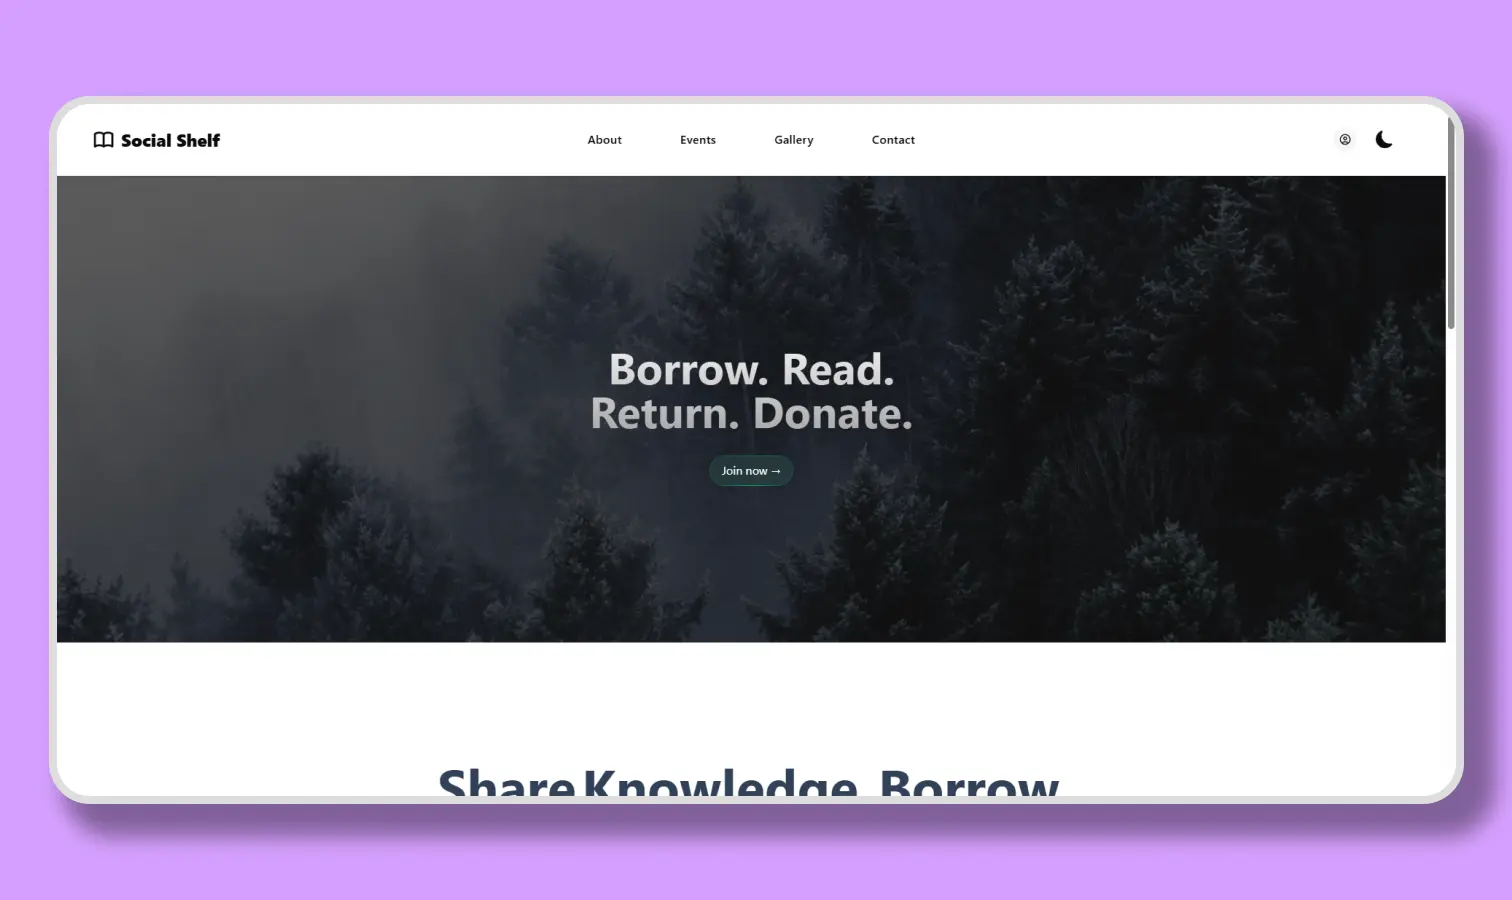 Social Shelf
About
Events
Gallery
Contact
Borrow. Read.
Return. Donate.
Join now →
Share Knowledge, Borrow